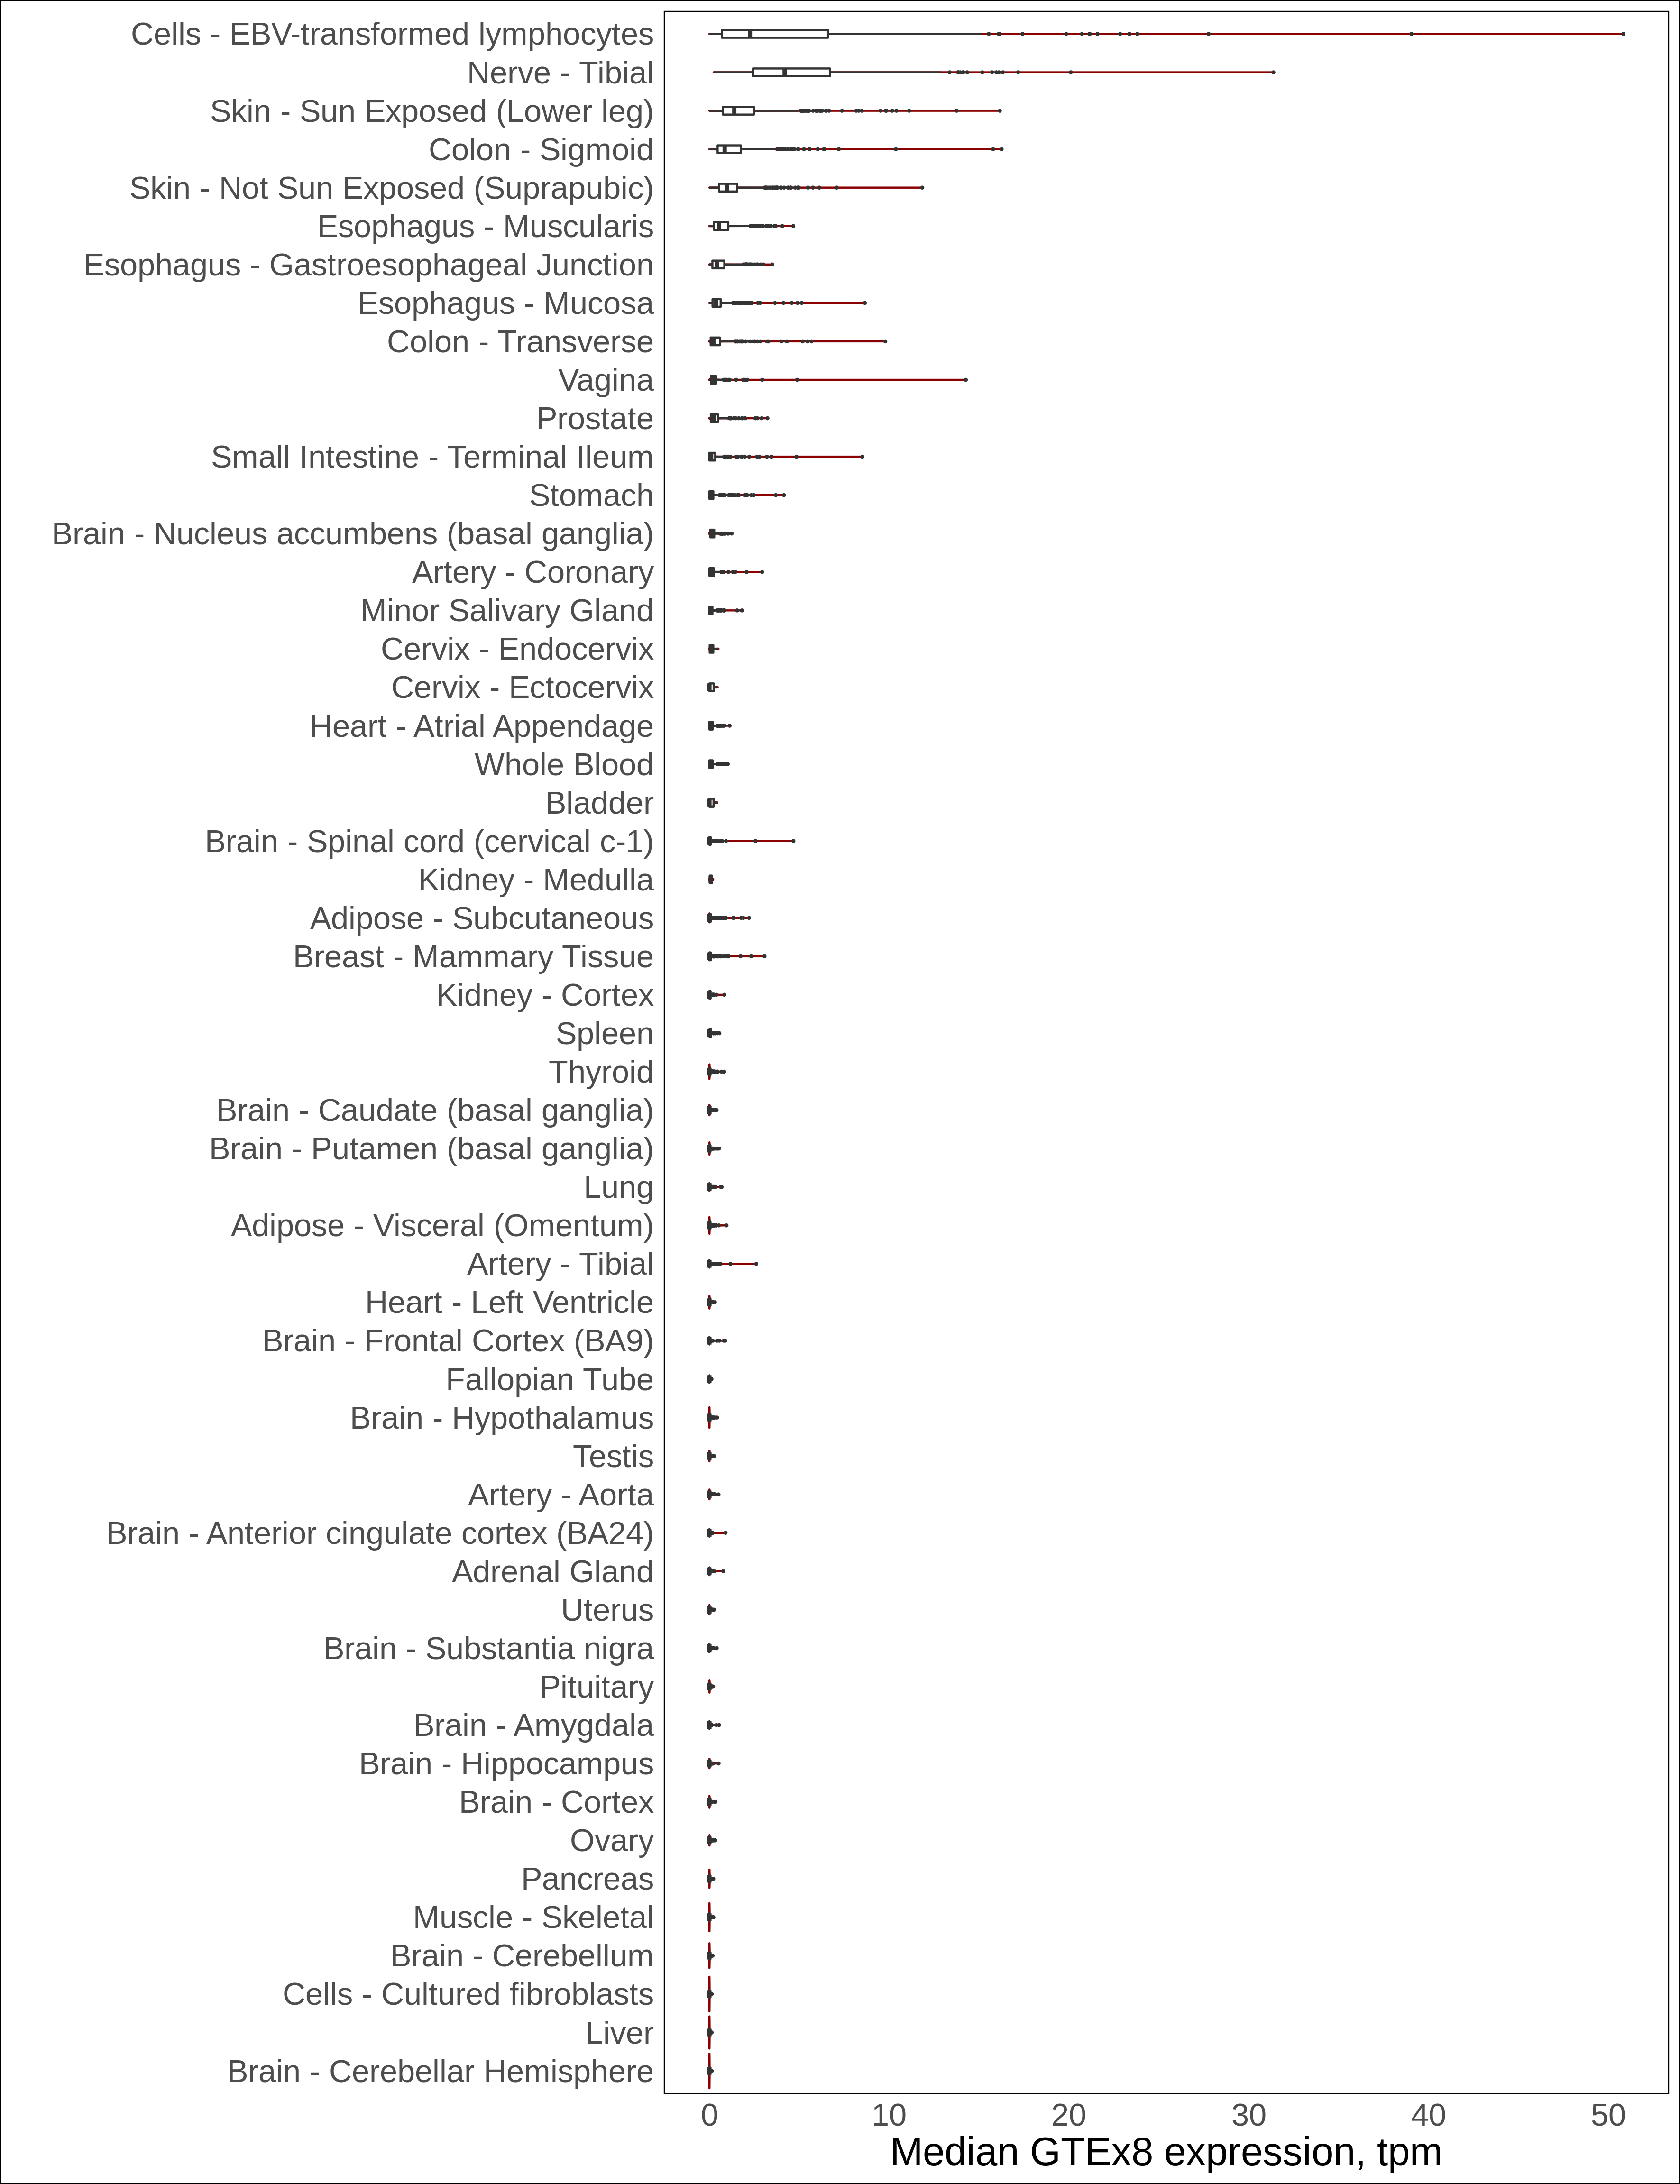 Cells - EBV-transformed lymphocytes
Nerve - Tibial
Skin - Sun Exposed (Lower leg)
Colon - Sigmoid
Skin - Not Sun Exposed (Suprapubic)
Esophagus - Muscularis
Esophagus - Gastroesophageal Junction
Esophagus - Mucosa
Colon - Transverse
Vagina
Prostate
Small Intestine - Terminal Ileum
Stomach
Brain - Nucleus accumbens (basal ganglia)
Artery - Coronary
Minor Salivary Gland
Cervix - Endocervix
Cervix - Ectocervix
Heart - Atrial Appendage
Whole Blood
Bladder
Brain - Spinal cord (cervical c-1)
Kidney - Medulla
Adipose - Subcutaneous
Breast - Mammary Tissue
Kidney - Cortex
Spleen
Thyroid
Brain - Caudate (basal ganglia)
Brain - Putamen (basal ganglia)
Lung
Adipose - Visceral (Omentum)
Artery - Tibial
Heart - Left Ventricle
Brain - Frontal Cortex (BA9)
Fallopian Tube
Brain - Hypothalamus
Testis
Artery - Aorta
Brain - Anterior cingulate cortex (BA24)
Adrenal Gland
Uterus
Brain - Substantia nigra
Pituitary
Brain - Amygdala
Brain - Hippocampus
Brain - Cortex
Ovary
Pancreas
Muscle - Skeletal
Brain - Cerebellum
Cells - Cultured fibroblasts
Liver
Brain - Cerebellar Hemisphere
0 10 20 30 40 50
Median GTEx8 expression, tpm